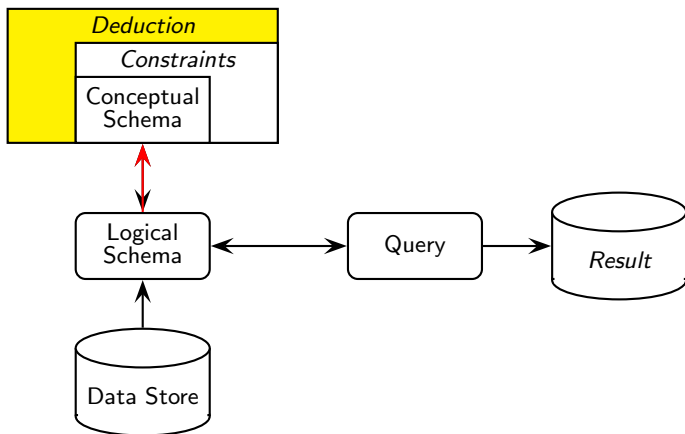 Deduction
Constraints
Conceptual
Schema
Logical
Schema
Query
Result
Data Store